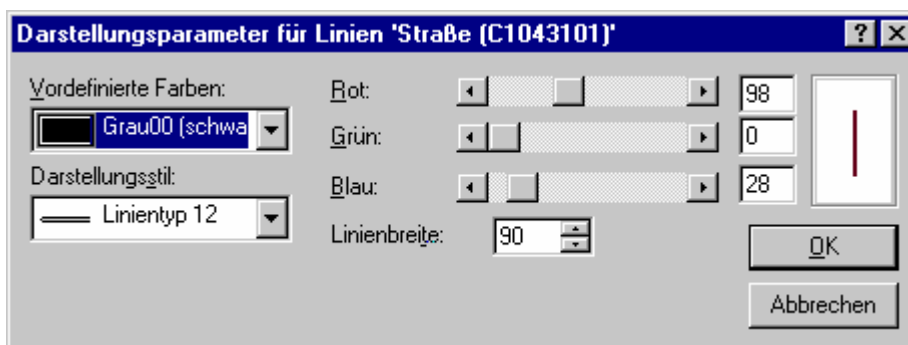 Darstellungsparameter für Linien 'Straße (C1043101)'
Vordefinierte Farben:
Grau00 (schwa
Darstellungsstil:
Linientyp 12
Rot:
98
Grün:
0
Blau:
28
Linienbreite:
90
OK
Abbrechen